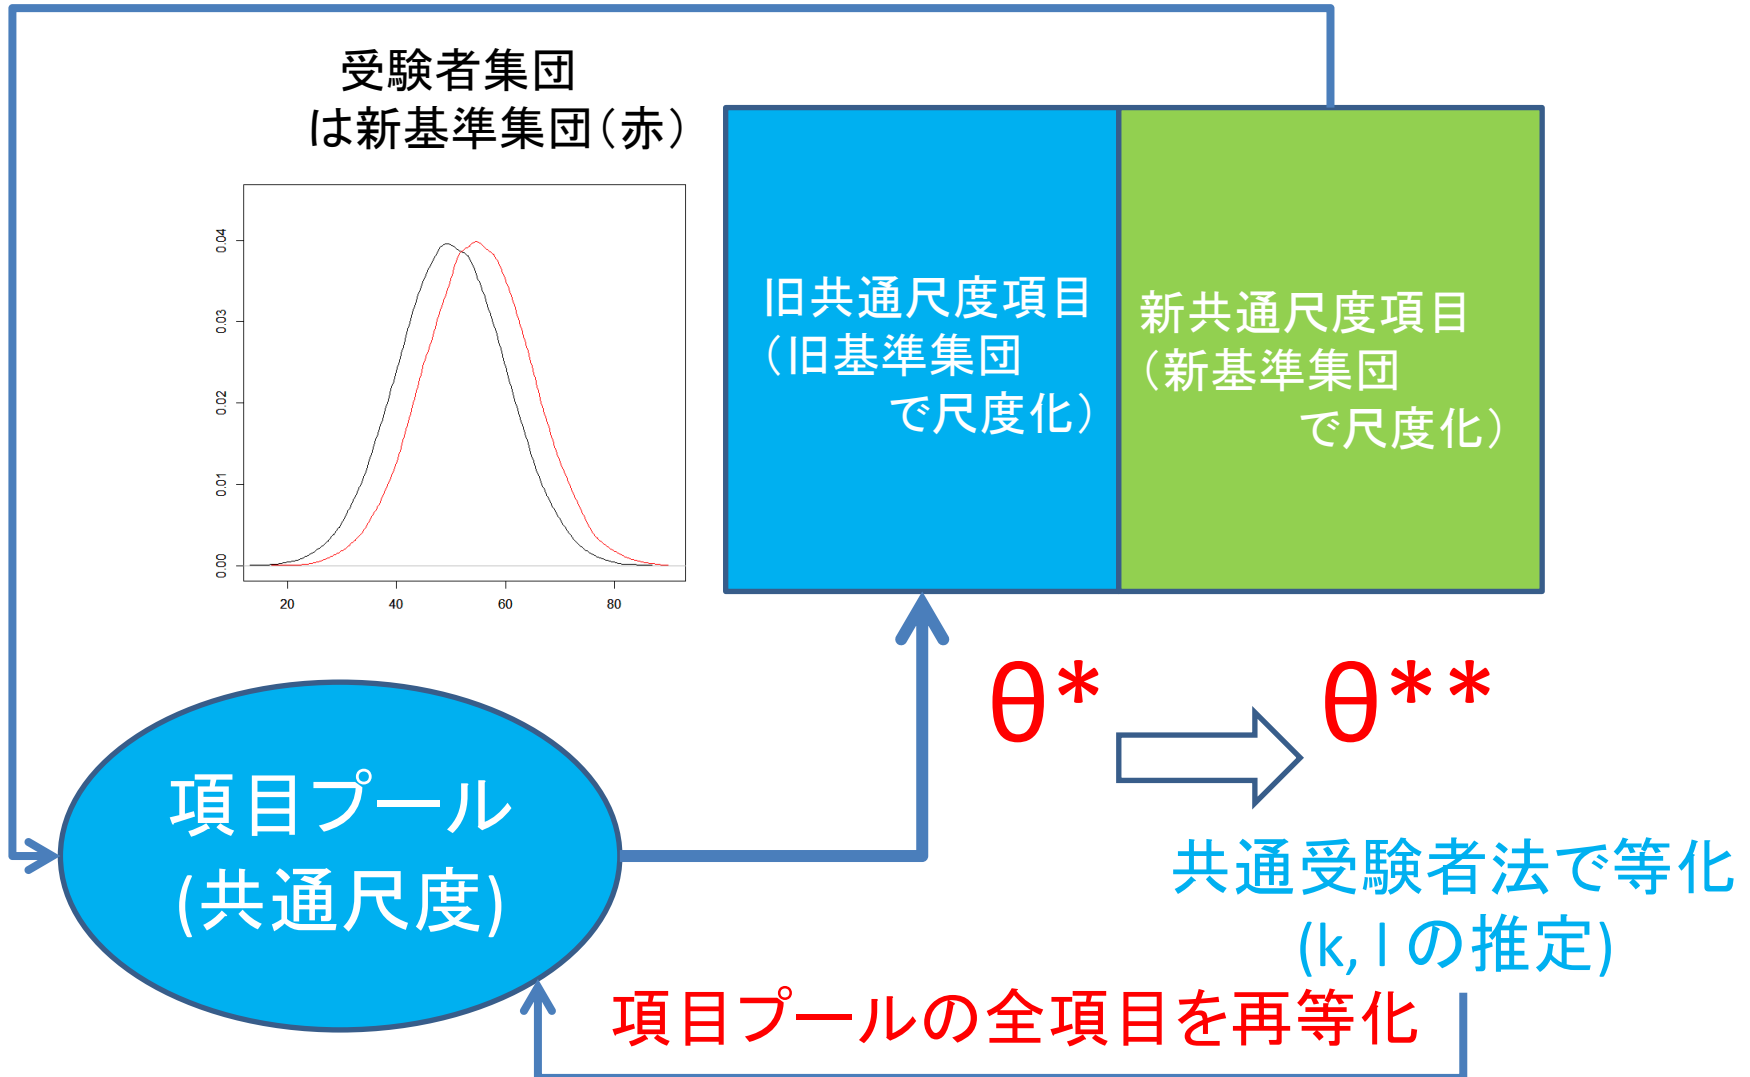 受験者集団
は新基準集団（赤）
0.04
0.03
0.02
0.01
0.00
20 40 60 80
旧共通尺度項目
（旧基準集団
で尺度化）
新共通尺度項目
（新基準集団
で尺度化）
θ* θ**
項目プール
(共通尺度)
共通受験者法で等化
(k, l の推定)
項目プールの全項目を再等化